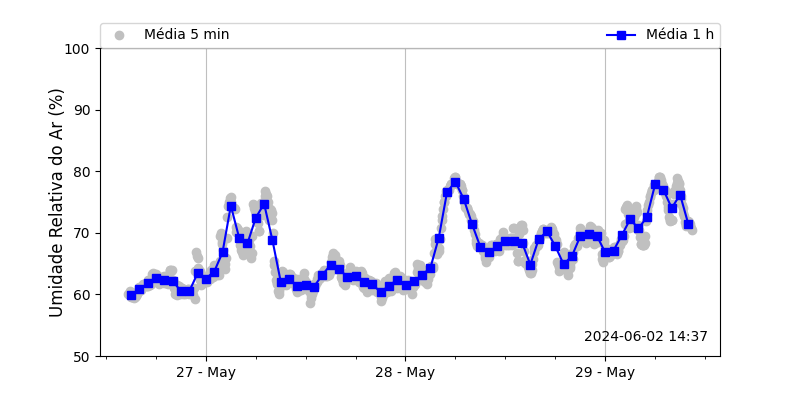 Média 5 min
Média 1 h
Umidade Relativa do Ar (%)
100
90
80
70
60
50
2024-06-02 14:37
27 - May
28 - May
29 - May